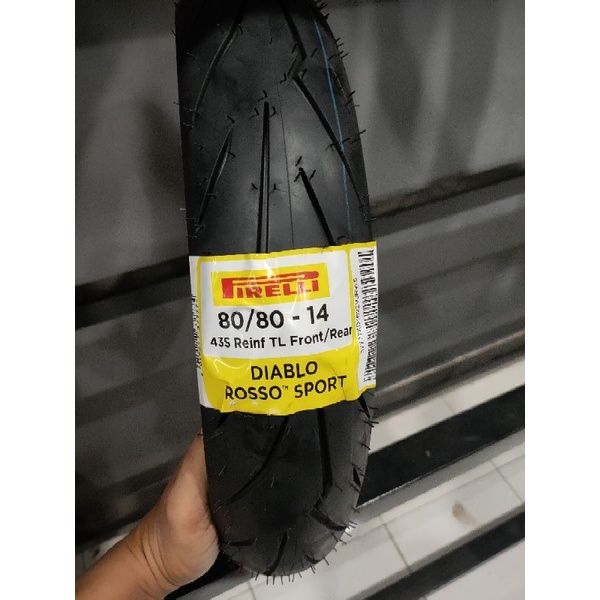 PIRELLI
80/80 - 14
43S Reinf TL Front/Rear
DIABLO
ROSSO™ SPORT